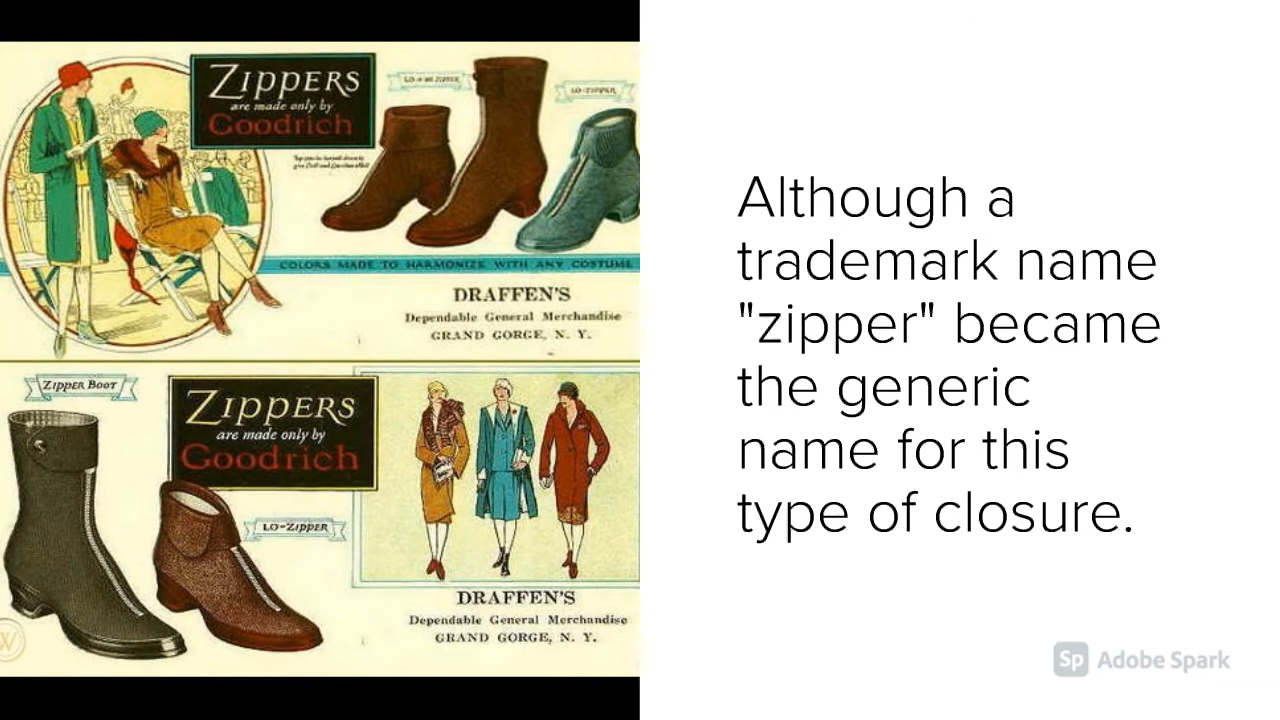 ZIPPERS
are made only by
Goodrich
LO-ZIPPER
COLORS MADE TO HARMONIZE WITH ANY COSTUME
DRAFFEN'S
Dependable General Merchandise
GRAND GORGE, N. Y.
ZIPPER BOOT
ZIPPERS
are made only by
Goodrich
LO-ZIPPER
DRAFFEN'S
Dependable General Merchandise
GRAND GORGE, N. Y.
W
Although a
trademark name
"zipper" became
the generic
name for this
type of closure.
Sp Adobe Spark